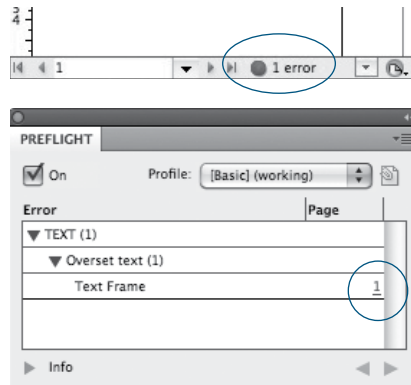 4
1 1 error
PREFLIGHT
On Profile: [Basic] (working)
Error Page
TEXT (1)
Overset text (1)
Text Frame 1
Info